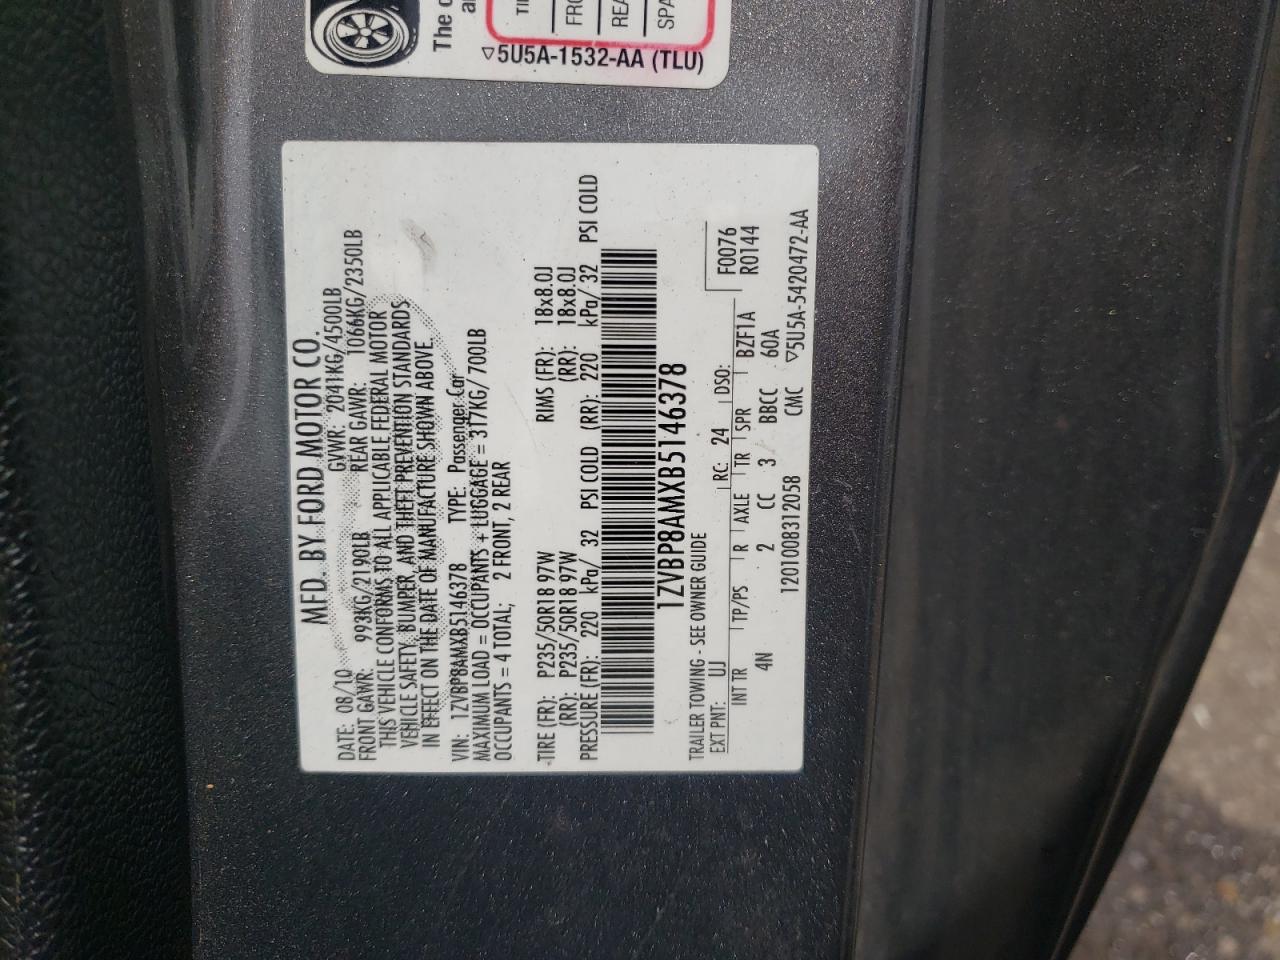 The c
an
TI
FRO
REA
SPA
5U5A-1532-AA (TLU)
MFD. BY FORD MOTOR CO.
DATE: 08/10 GVWR: 2041KG/4500LB
FRONT GAWR: 993KG/2190LB REAR GAWR: 1066KG/2350LB
THIS VEHICLE CONFORMS TO ALL APPLICABLE FEDERAL MOTOR
VEHICLE SAFETY, BUMPER, AND THEFT PREVENTION STANDARDS
IN EFFECT ON THE DATE OF MANUFACTURE SHOWN ABOVE.
VIN: 1ZVBP8AMXB5146378 TYPE: Passenger Car
MAXIMUM LOAD = OCCUPANTS + LUGGAGE = 317KG/700LB
OCCUPANTS = 4 TOTAL; 2 FRONT, 2 REAR
TIRE (FR): P235/50R18 97W RIMS (FR): 18x8.0J
(RR): P235/50R18 97W (RR): 18x8.0J
PRESSURE (FR): 220 kPa/ 32 PSI COLD (RR): 220 kPa/ 32 PSI COLD
1ZVBP8AMXB5146378
TRAILER TOWING - SEE OWNER GUIDE F0076
EXT PNT: UJ RC: 24 DSO: R0144
INT TR TP/PS R AXLE TR SPR BZF1A
4N 2 CC 3 BBCC 60A
1201008312058 CMC 5U5A-5420472-AA